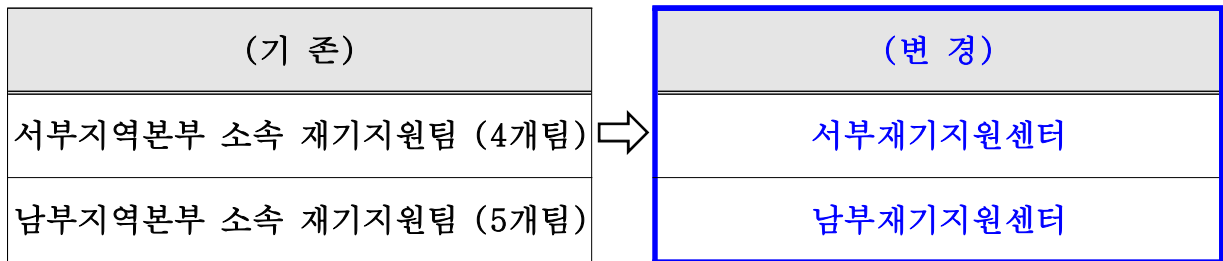 (기 존)
(변 경)
서부지역본부 소속 재기지원팀 (4개팀)
서부재기지원센터
남부지역본부 소속 재기지원팀 (5개팀)
남부재기지원센터